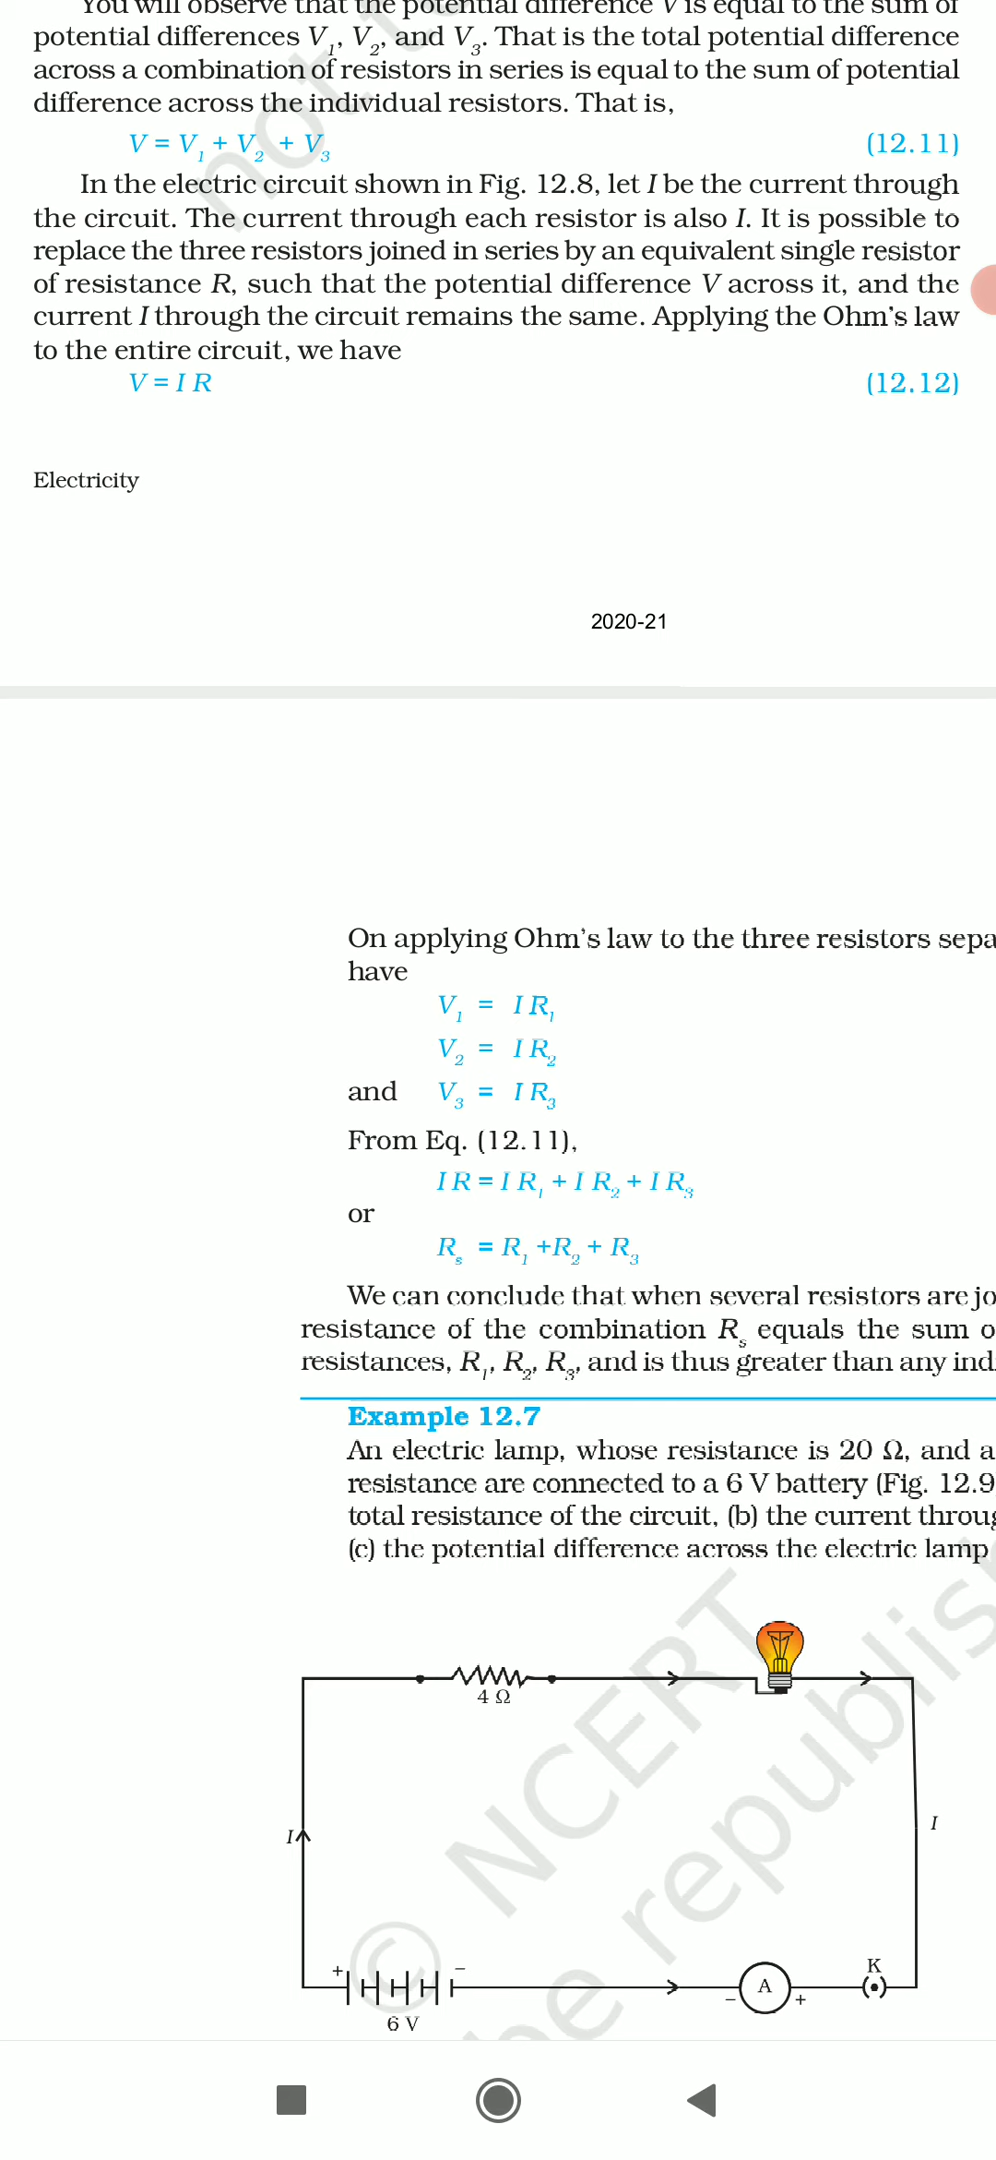 You will observe that the potential difference V is equal to the sum of
potential differences V1, V2, and V3. That is the total potential difference
across a combination of resistors in series is equal to the sum of potential
difference across the individual resistors. That is,
V = V1 + V2 + V3 (12.11)
In the electric circuit shown in Fig. 12.8, let I be the current through
the circuit. The current through each resistor is also I. It is possible to
replace the three resistors joined in series by an equivalent single resistor
of resistance R, such that the potential difference V across it, and the
current I through the circuit remains the same. Applying the Ohm's law
to the entire circuit, we have
V = I R (12.12)
Electricity
2020-21
On applying Ohm's law to the three resistors sepa
have
V1 = I R1
V2 = I R2
and V3 = I R3
From Eq. (12.11),
I R = I R1 + I R2 + I R3
or
Rs = R1 +R2 + R3
We can conclude that when several resistors are jo
resistance of the combination Rs equals the sum o
resistances, R1, R2, R3, and is thus greater than any ind
Example 12.7
An electric lamp, whose resistance is 20 Ω, and a
resistance are connected to a 6 V battery (Fig. 12.9
total resistance of the circuit, (b) the current throug
(c) the potential difference across the electric lamp
4 Ω
I
I
K
+ −
− A +
6 V
not t
© NCERT
be republis